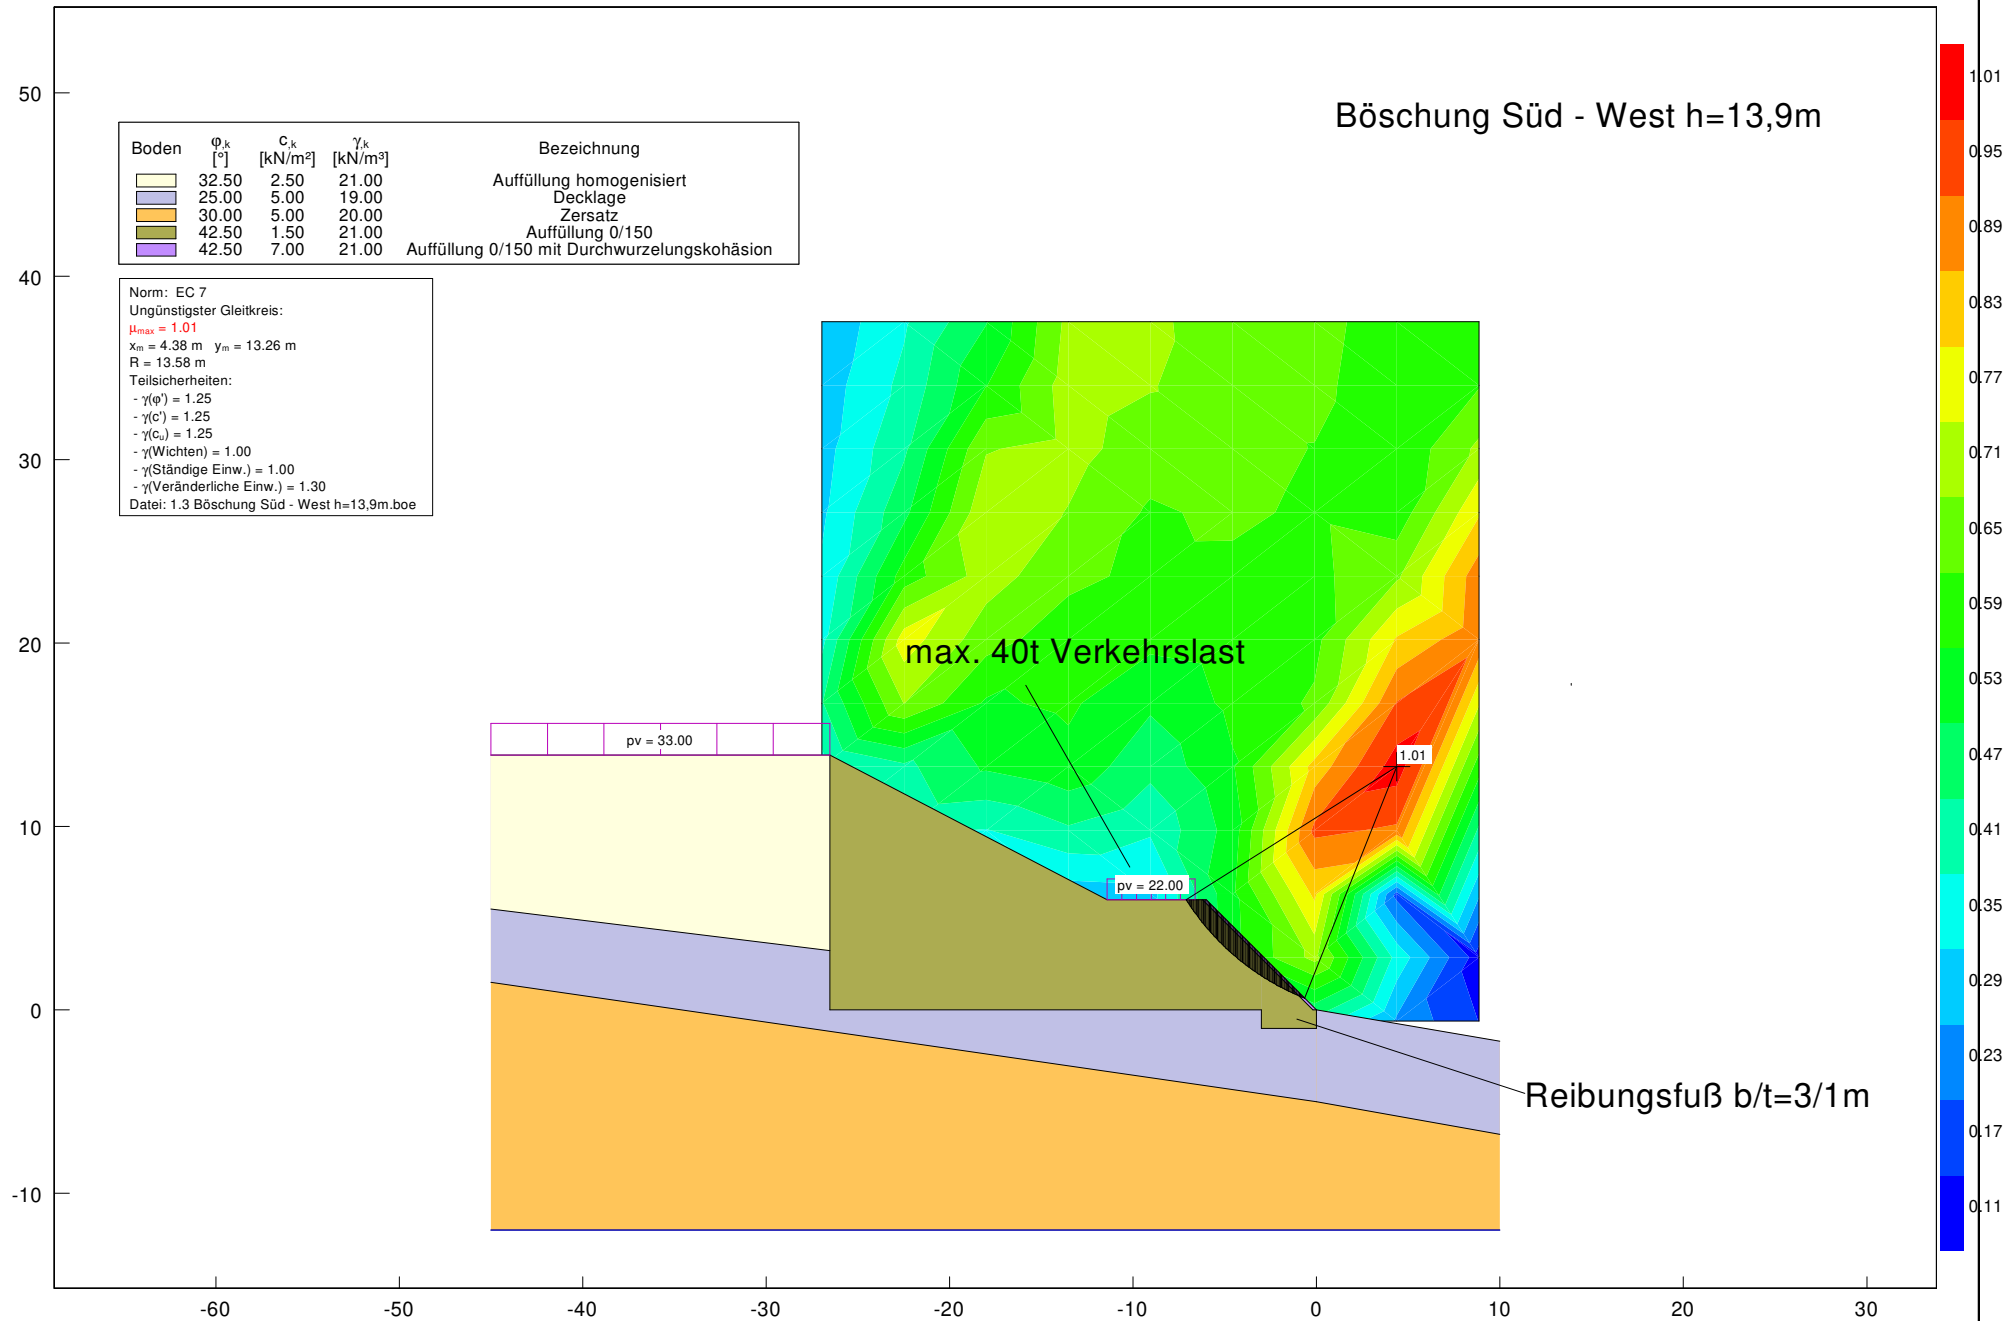 Böschung Süd - West h=13,9m
Boden φ,k [°] c,k [kN/m²] γ,k [kN/m³] Bezeichnung
32.50 2.50 21.00 Auffüllung homogenisiert
25.00 5.00 19.00 Decklage
30.00 5.00 20.00 Zersatz
42.50 1.50 21.00 Auffüllung 0/150
42.50 7.00 21.00 Auffüllung 0/150 mit Durchwurzelungskohäsion
Norm: EC 7
Ungünstigster Gleitkreis:
μmax = 1.01
xm = 4.38 m ym = 13.26 m
R = 13.58 m
Teilsicherheiten:
- γ(φ') = 1.25
- γ(c') = 1.25
- γ(cu) = 1.25
- γ(Wichten) = 1.00
- γ(Ständige Einw.) = 1.00
- γ(Veränderliche Einw.) = 1.30
Datei: 1.3 Böschung Süd - West h=13,9m.boe
max. 40t Verkehrslast
pv = 33.00
1.01
pv = 22.00
Reibungsfuß b/t=3/1m
50
40
30
20
10
0
-10
-60 -50 -40 -30 -20 -10 0 10 20 30
1.01
0.95
0.89
0.83
0.77
0.71
0.65
0.59
0.53
0.47
0.41
0.35
0.29
0.23
0.17
0.11